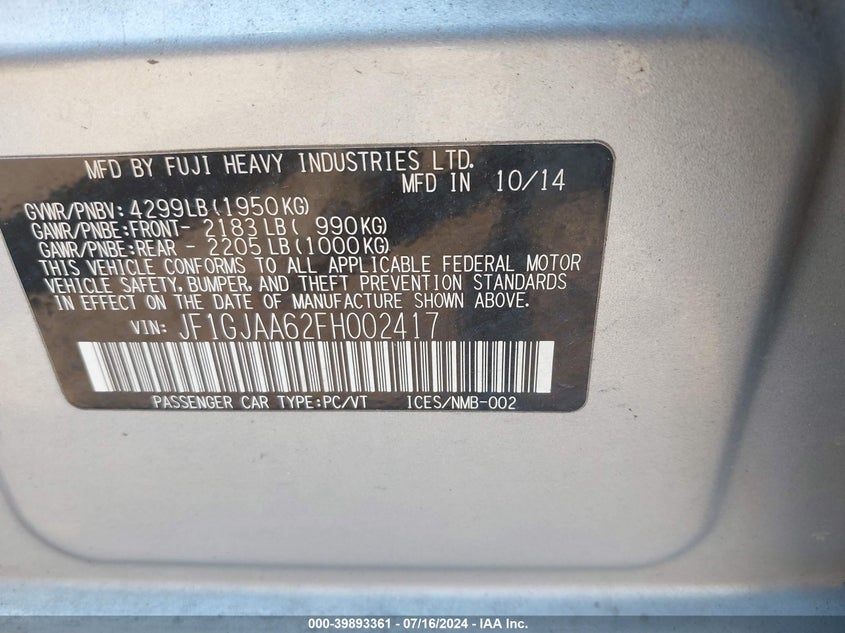 MFD BY FUJI HEAVY INDUSTRIES LTD.
MFD IN 10/14
GVWR/PNBV: 4299LB(1950KG)
GAWR/PNBE:FRONT- 2183LB( 990KG)
GAWR/PNBE:REAR - 2205LB(1000KG)
THIS VEHICLE CONFORMS TO ALL APPLICABLE FEDERAL MOTOR
VEHICLE SAFETY, BUMPER, AND THEFT PREVENTION STANDARDS
IN EFFECT ON THE DATE OF MANUFACTURE SHOWN ABOVE.
VIN: JF1GJAA62FH002417
PASSENGER CAR TYPE:PC/VT ICES/NMB-002
000-39893361 - 07/16/2024 - IAA Inc.